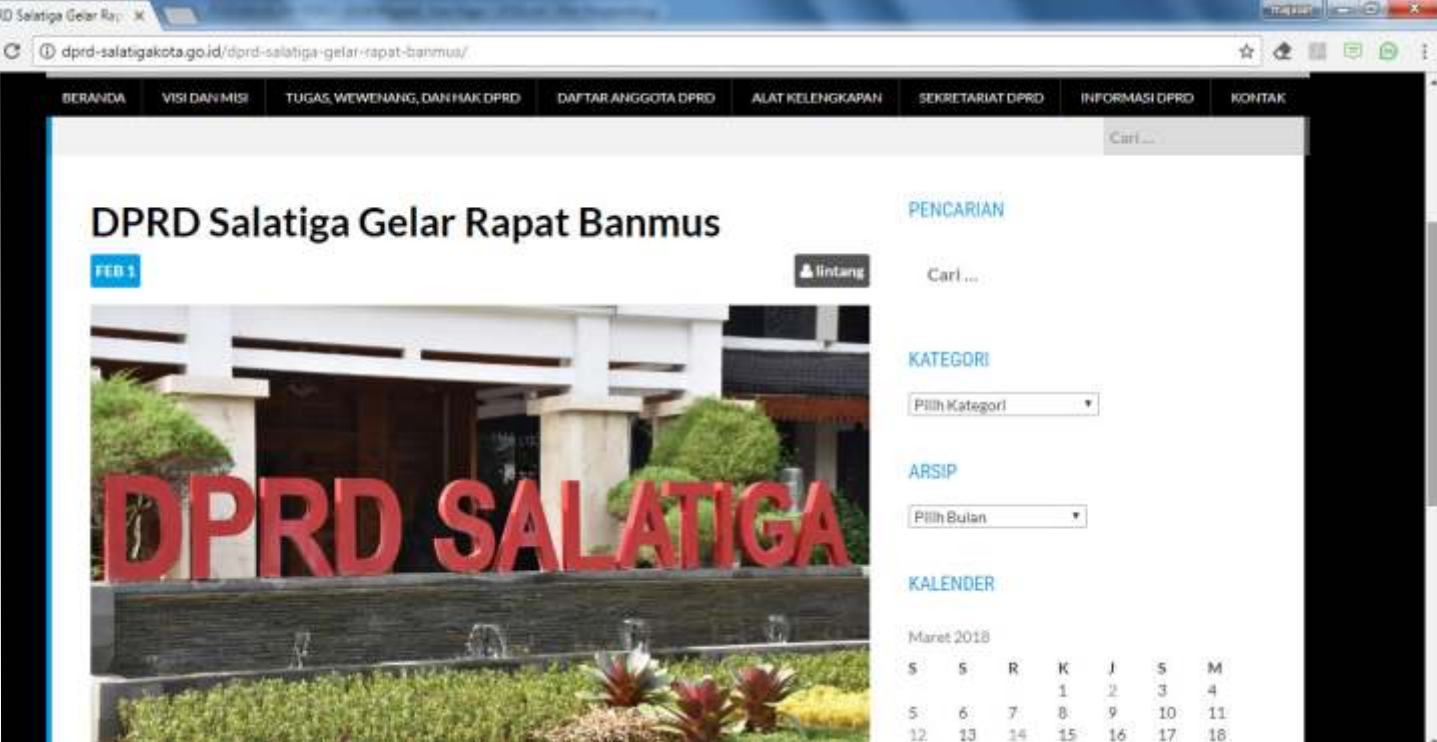 dprd-salatigakota.go.id/dprd-salatiga-gelar-rapat-banmus/
BERANDA VISI DAN MISI TUGAS, WEWENANG, DAN HAK DPRD DAFTAR ANGGOTA DPRD ALAT KELENGKAPAN SEKRETARIAT DPRD INFORMASI DPRD KONTAK
Cari ...
DPRD Salatiga Gelar Rapat Banmus
FEB 1
lintang
DPRD SALATIGA
PENCARIAN
Cari ...
KATEGORI
Pilih Kategori
ARSIP
Pilih Bulan
KALENDER
Maret 2018
S S R K J S M
1 2 3 4
5 6 7 8 9 10 11
12 13 14 15 16 17 18